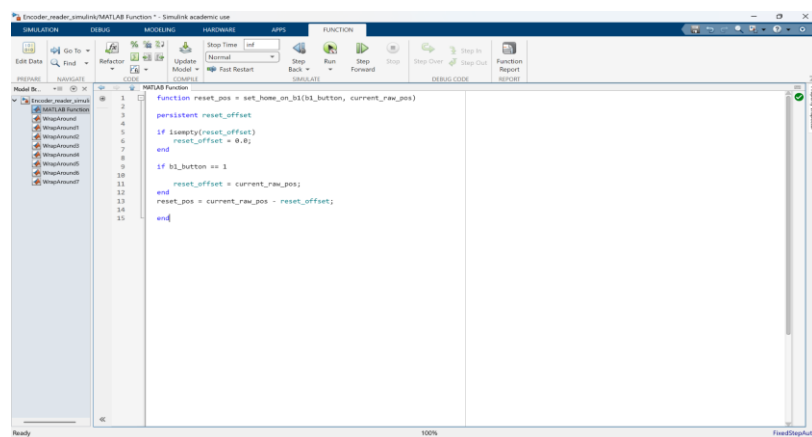 Encoder_reader_simulink/MATLAB Function * - Simulink academic use
SIMULATION DEBUG MODELING HARDWARE APPS FUNCTION
Edit Data
Go To
Find
Refactor
Update Model
Stop Time inf
Normal
Fast Restart
Step Back
Run
Step Forward
Stop
Step Over
Step In
Step Out
Function Report
PREPARE NAVIGATE CODE COMPILE SIMULATE DEBUG CODE REPORT
Model Br...
MATLAB Function
Encoder_reader_simuli
MATLAB Function
WrapAround
WrapAround1
WrapAround2
WrapAround3
WrapAround4
WrapAround5
WrapAround6
WrapAround7
1 function reset_pos = set_home_on_b1(b1_button, current_raw_pos)
2
3 persistent reset_offset
4
5 if isempty(reset_offset)
6 reset_offset = 0.0;
7 end
8
9 if b1_button == 1
10
11 reset_offset = current_raw_pos;
12 end
13 reset_pos = current_raw_pos - reset_offset;
14
15 end
Ready 100% FixedStepAut